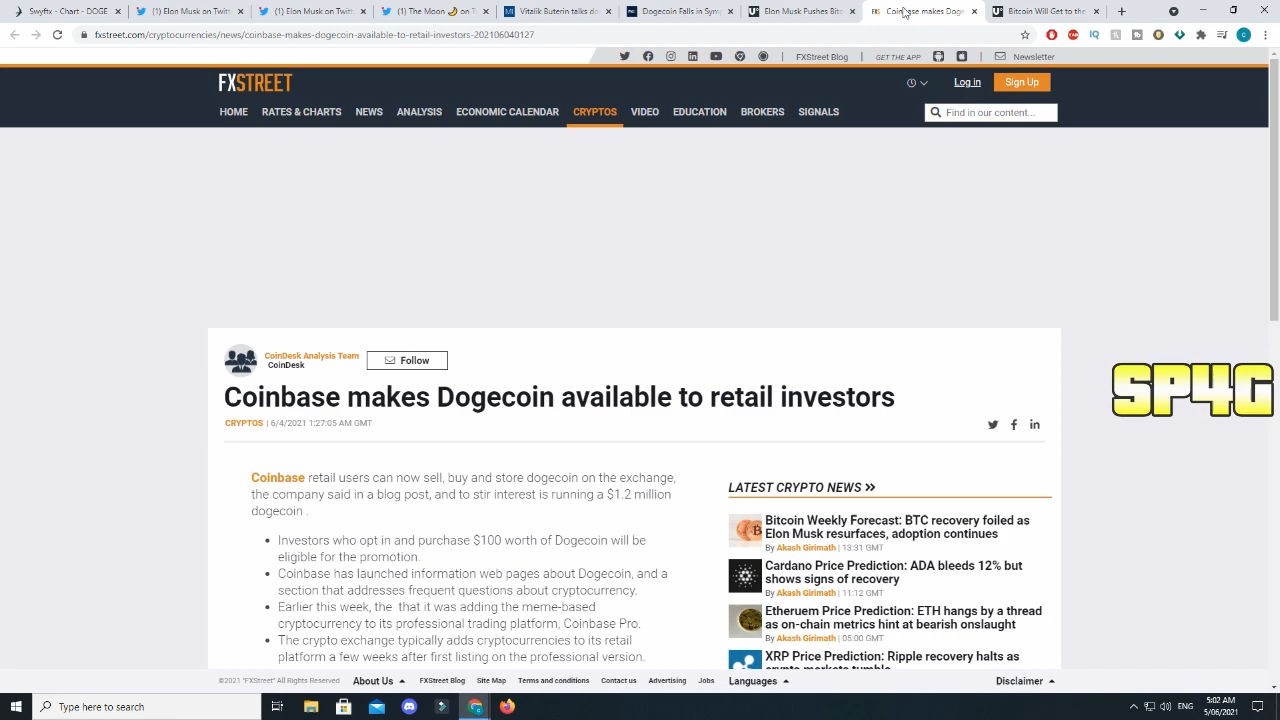 Swyftx - Chart - DOGE
Elon Musk on Twitt
(1) Elon Musk on T
(1) The Moon 🌙 on T
Vitalik Buterin talks do
Dogecoin Falls in Sym
Elon Musk Pushes Bitc
Coinbase makes Doge
Bitcoin Will Get to the
fxstreet.com/cryptocurrencies/news/coinbase-makes-dogecoin-available-to-retail-investors-202106040127
FXStreet Blog
GET THE APP
Newsletter
FXSTREET
Log in
Sign Up
HOME RATES & CHARTS NEWS ANALYSIS ECONOMIC CALENDAR CRYPTOS VIDEO EDUCATION BROKERS SIGNALS
Find in our content...
CoinDesk Analysis Team
CoinDesk
Follow
Coinbase makes Dogecoin available to retail investors
CRYPTOS | 6/4/2021 1:27:05 AM GMT
SP4G
Coinbase retail users can now sell, buy and store dogecoin on the exchange,
the company said in a blog post, and to stir interest is running a $1.2 million
dogecoin .
• Investors who opt in and purchase $100 worth of Dogecoin will be
eligible for the promotion.
• Coinbase has launched information web pages about Dogecoin, and a
section that addresses frequent questions about cryptocurrency.
• Earlier this week, the that it was adding the meme-based
cryptocurrency to its professional trading platform, Coinbase Pro.
• The crypto exchange typically adds cryptocurrencies to its retail
platform a few weeks after first listing on the professional version.
LATEST CRYPTO NEWS >>
Bitcoin Weekly Forecast: BTC recovery foiled as
Elon Musk resurfaces, adoption continues
By Akash Girimath | 13:31 GMT
Cardano Price Prediction: ADA bleeds 12% but
shows signs of recovery
By Akash Girimath | 11:12 GMT
Etheruem Price Prediction: ETH hangs by a thread
as on-chain metrics hint at bearish onslaught
By Akash Girimath | 05:00 GMT
XRP Price Prediction: Ripple recovery halts as
crypto markets tumble
©2021 "FXStreet" All Rights Reserved
About Us
FXStreet Blog
Site Map
Terms and conditions
Contact us
Advertising
Jobs
Languages
Disclaimer
Type here to search
ENG
5:02 AM
5/06/2021